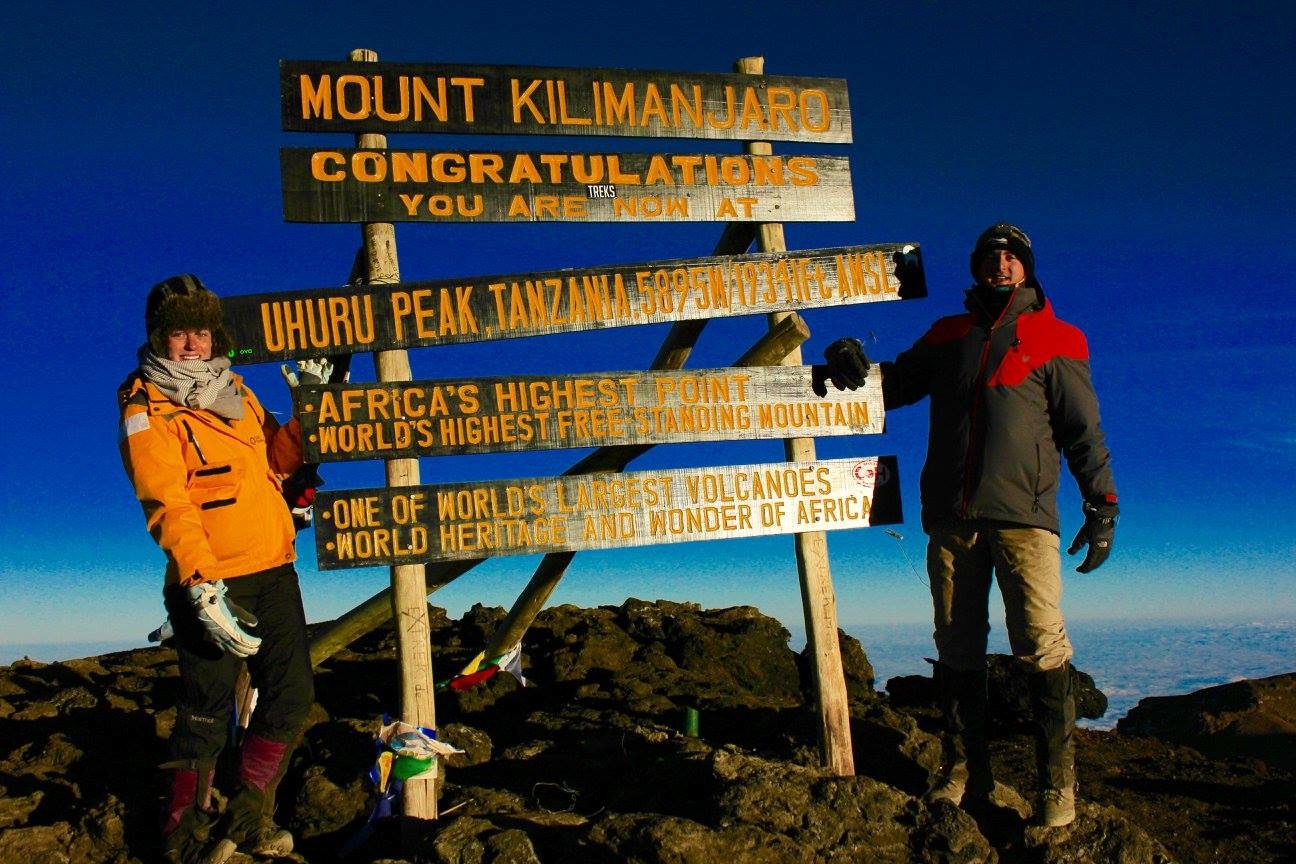 MOUNT KILIMANJARO
CONGRATULATIONS
TREKS
YOU ARE NOW AT
UHURU PEAK, TANZANIA, 5895M/19341Ft. AMSL
•AFRICA'S HIGHEST POINT
•WORLD'S HIGHEST FREE-STANDING MOUNTAIN
•ONE OF WORLD'S LARGEST VOLCANOES
•WORLD HERITAGE AND WONDER OF AFRICA